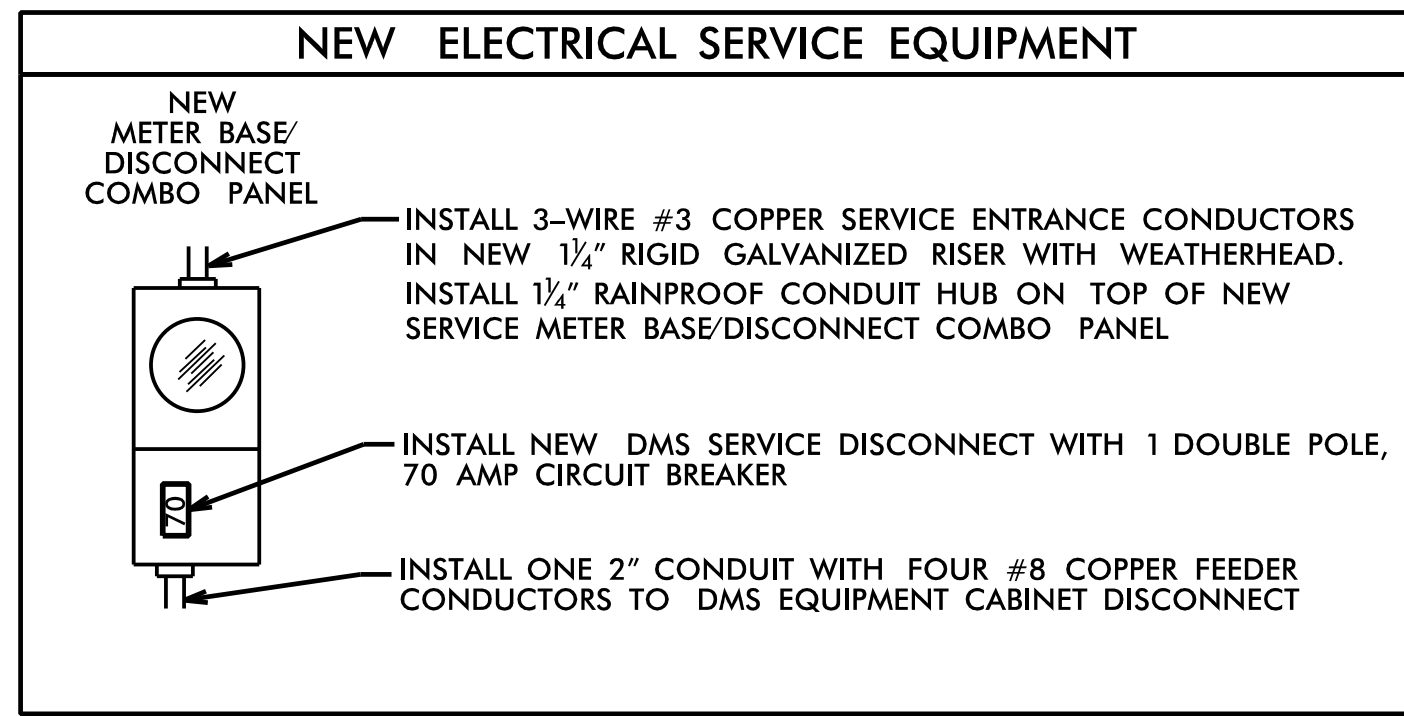 NEW ELECTRICAL SERVICE EQUIPMENT
NEW
METER BASE/
DISCONNECT
COMBO PANEL
INSTALL 3–WIRE #3 COPPER SERVICE ENTRANCE CONDUCTORS
IN NEW 1¼" RIGID GALVANIZED RISER WITH WEATHERHEAD.
INSTALL 1¼" RAINPROOF CONDUIT HUB ON TOP OF NEW
SERVICE METER BASE/DISCONNECT COMBO PANEL
INSTALL NEW DMS SERVICE DISCONNECT WITH 1 DOUBLE POLE,
70 AMP CIRCUIT BREAKER
70
INSTALL ONE 2" CONDUIT WITH FOUR #8 COPPER FEEDER
CONDUCTORS TO DMS EQUIPMENT CABINET DISCONNECT